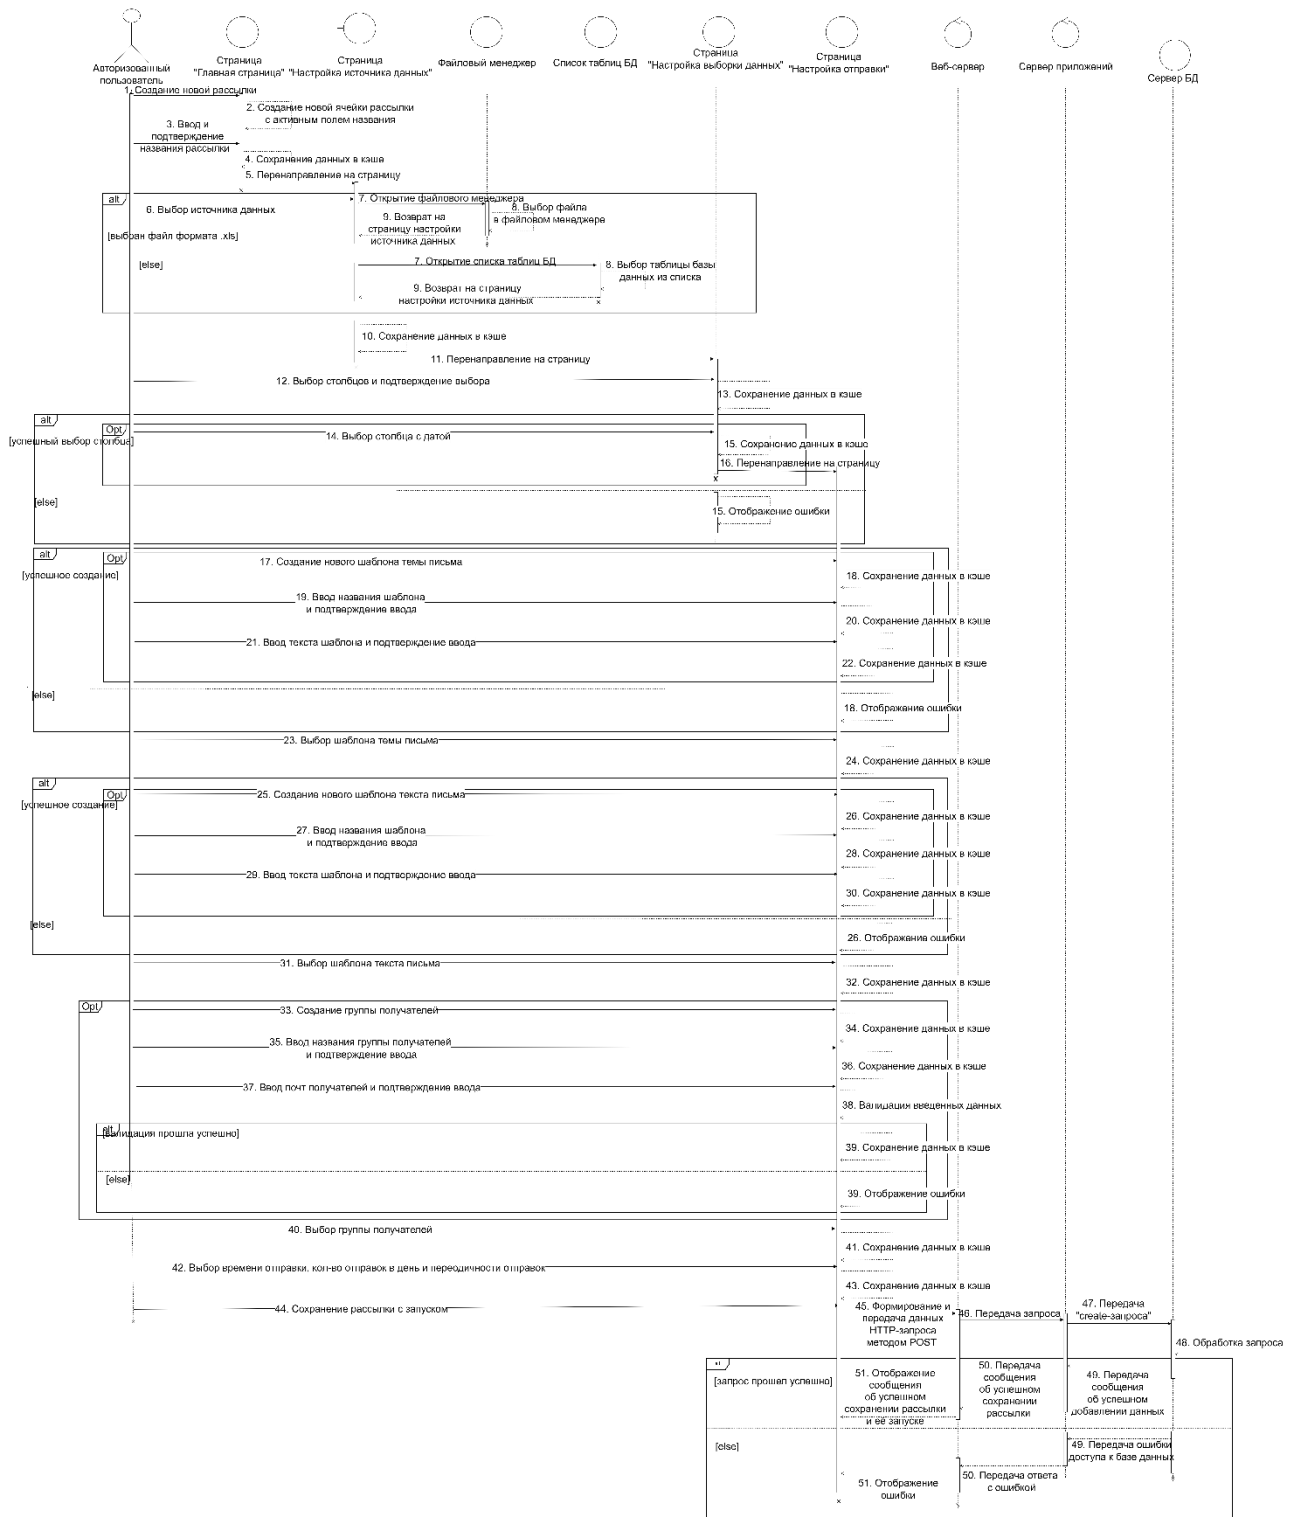 Авторизованный
пользователь
Страница
"Главная страница"
Страница
"Настройка источника данных"
Файловый менеджер
Список таблиц БД
Страница
"Настройка выборки данных"
Страница
"Настройка отправки"
Веб-сервер
Сервер приложений
Сервер БД
1. Создание новой рассылки
2. Создание новой ячейки рассылки
с активным полем названия
3. Ввод и
подтверждение
названия рассылки
4. Сохранение данных в кэше
5. Перенаправление на страницу
alt
6. Выбор источника данных
7. Открытие файлового менеджера
8. Выбор файла
в файловом менеджере
9. Возврат на
страницу настройки
источника данных
[выбран файл формата .xls]
[else]
7. Открытие списка таблиц БД
8. Выбор таблицы базы
данных из списка
9. Возврат на страницу
настройки источника данных
10. Сохранение данных в кэше
11. Перенаправление на страницу
12. Выбор столбцов и подтверждение выбора
13. Сохранение данных в кэше
alt
Opt
[успешный выбор столбца]
14. Выбор столбца с датой
15. Сохранение данных в кэше
16. Перенаправление на страницу
[else]
15. Отображение ошибки
alt
Opt
[успешное создание]
17. Создание нового шаблона темы письма
18. Сохранение данных в кэше
19. Ввод названия шаблона
и подтверждение ввода
20. Сохранение данных в кэше
21. Ввод текста шаблона и подтверждение ввода
22. Сохранение данных в кэше
[else]
18. Отображение ошибки
23. Выбор шаблона темы письма
24. Сохранение данных в кэше
alt
Opt
[успешное создание]
25. Создание нового шаблона текста письма
26. Сохранение данных в кэше
27. Ввод названия шаблона
и подтверждение ввода
28. Сохранение данных в кэше
29. Ввод текста шаблона и подтверждение ввода
30. Сохранение данных в кэше
[else]
26. Отображение ошибки
31. Выбор шаблона текста письма
32. Сохранение данных в кэше
Opt
33. Создание группы получателей
34. Сохранение данных в кэше
35. Ввод названия группы получателей
и подтверждение ввода
36. Сохранение данных в кэше
37. Ввод почт получателей и подтверждение ввода
38. Валидация введенных данных
alt
[валидация прошла успешно]
39. Сохранение данных в кэше
[else]
39. Отображение ошибки
40. Выбор группы получателей
41. Сохранение данных в кэше
42. Выбор времени отправки, кол-во отправок в день и переодичности отправок
43. Сохранение данных в кэше
44. Сохранение рассылки с запуском
45. Формирование и
передача данных
HTTP-запроса
методом POST
46. Передача запроса
47. Передача
"create-запроса"
48. Обработка запроса
[запрос прошел успешно]
51. Отображение
сообщения
об успешном
сохранении рассылки
и её запуске
50. Передача
сообщения
об успешном
сохранении
рассылки
49. Передача
сообщения
об успешном
добавлении данных
[else]
49. Передача ошибки
доступа к базе данных
50. Передача ответа
с ошибкой
51. Отображение
ошибки